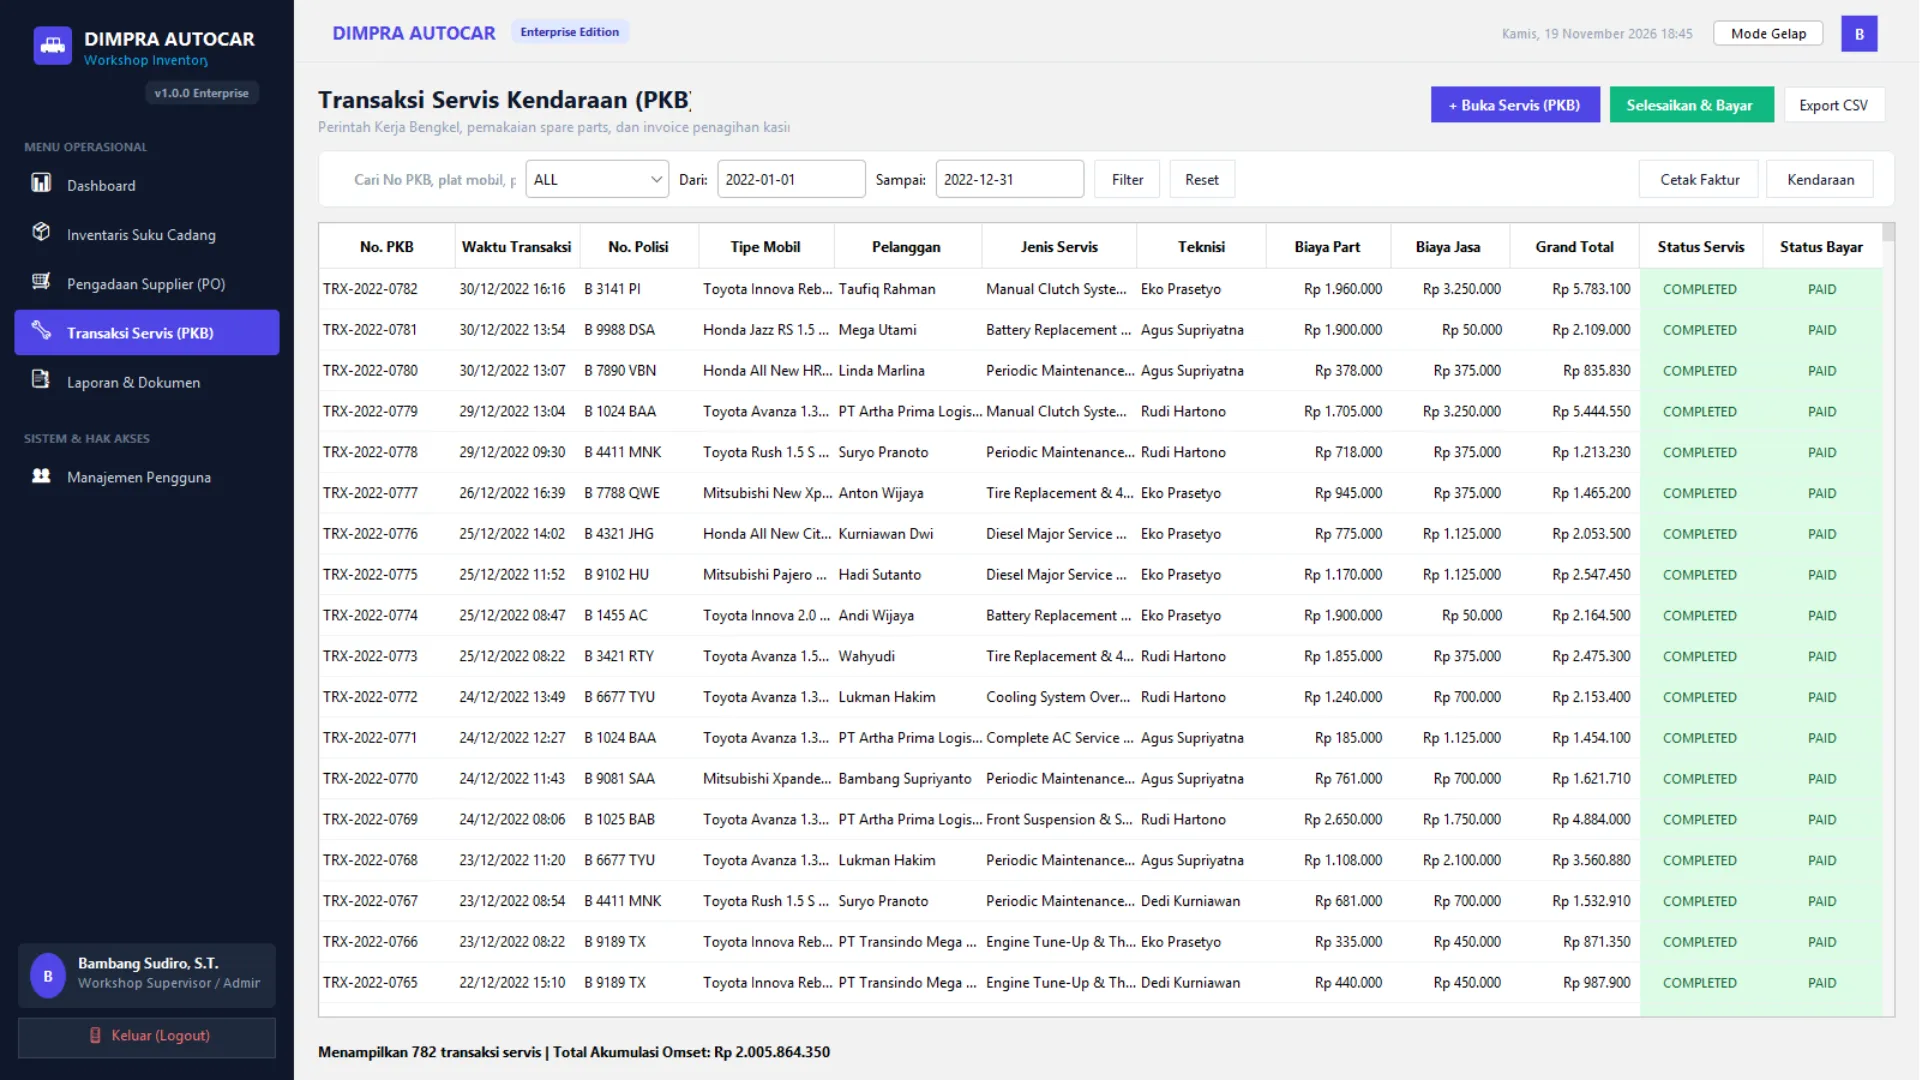 DIMPRA AUTOCAR
Workshop Inventory
v1.0.0 Enterprise
MENU OPERASIONAL
Dashboard
Inventaris Suku Cadang
Pengadaan Supplier (PO)
Transaksi Servis (PKB)
Laporan & Dokumen
SISTEM & HAK AKSES
Manajemen Pengguna
B
Bambang Sudiro, S.T.
Workshop Supervisor / Admin
Keluar (Logout)
DIMPRA AUTOCAR Enterprise Edition
Kamis, 19 November 2026 18:45 Mode Gelap B
Transaksi Servis Kendaraan (PKB)
Perintah Kerja Bengkel, pemakaian spare parts, dan invoice penagihan kasir
+ Buka Servis (PKB) Selesaikan & Bayar Export CSV
Cari No PKB, plat mobil, p ALL Dari: 2022-01-01 Sampai: 2022-12-31 Filter Reset Cetak Faktur Kendaraan
No. PKB Waktu Transaksi No. Polisi Tipe Mobil Pelanggan Jenis Servis Teknisi Biaya Part Biaya Jasa Grand Total Status Servis Status Bayar
TRX-2022-0782 30/12/2022 16:16 B 3141 PI Toyota Innova Reb... Taufiq Rahman Manual Clutch Syste... Eko Prasetyo Rp 1.960.000 Rp 3.250.000 Rp 5.783.100 COMPLETED PAID
TRX-2022-0781 30/12/2022 13:54 B 9988 DSA Honda Jazz RS 1.5 ... Mega Utami Battery Replacement ... Agus Supriyatna Rp 1.900.000 Rp 50.000 Rp 2.109.000 COMPLETED PAID
TRX-2022-0780 30/12/2022 13:07 B 7890 VBN Honda All New HR... Linda Marlina Periodic Maintenance... Agus Supriyatna Rp 378.000 Rp 375.000 Rp 835.830 COMPLETED PAID
TRX-2022-0779 29/12/2022 13:04 B 1024 BAA Toyota Avanza 1.3... PT Artha Prima Logis... Manual Clutch Syste... Rudi Hartono Rp 1.705.000 Rp 3.250.000 Rp 5.444.550 COMPLETED PAID
TRX-2022-0778 29/12/2022 09:30 B 4411 MNK Toyota Rush 1.5 S ... Suryo Pranoto Periodic Maintenance... Rudi Hartono Rp 718.000 Rp 375.000 Rp 1.213.230 COMPLETED PAID
TRX-2022-0777 26/12/2022 16:39 B 7788 QWE Mitsubishi New Xp... Anton Wijaya Tire Replacement & 4... Eko Prasetyo Rp 945.000 Rp 375.000 Rp 1.465.200 COMPLETED PAID
TRX-2022-0776 25/12/2022 14:02 B 4321 JHG Honda All New Cit... Kurniawan Dwi Diesel Major Service ... Eko Prasetyo Rp 775.000 Rp 1.125.000 Rp 2.053.500 COMPLETED PAID
TRX-2022-0775 25/12/2022 11:52 B 9102 HU Mitsubishi Pajero ... Hadi Sutanto Diesel Major Service ... Eko Prasetyo Rp 1.170.000 Rp 1.125.000 Rp 2.547.450 COMPLETED PAID
TRX-2022-0774 25/12/2022 08:47 B 1455 AC Toyota Innova 2.0 ... Andi Wijaya Battery Replacement ... Eko Prasetyo Rp 1.900.000 Rp 50.000 Rp 2.164.500 COMPLETED PAID
TRX-2022-0773 25/12/2022 08:22 B 3421 RTY Toyota Avanza 1.5... Wahyudi Tire Replacement & 4... Rudi Hartono Rp 1.855.000 Rp 375.000 Rp 2.475.300 COMPLETED PAID
TRX-2022-0772 24/12/2022 13:49 B 6677 TYU Toyota Avanza 1.3... Lukman Hakim Cooling System Over... Rudi Hartono Rp 1.240.000 Rp 700.000 Rp 2.153.400 COMPLETED PAID
TRX-2022-0771 24/12/2022 12:27 B 1024 BAA Toyota Avanza 1.3... PT Artha Prima Logis... Complete AC Service ... Agus Supriyatna Rp 185.000 Rp 1.125.000 Rp 1.454.100 COMPLETED PAID
TRX-2022-0770 24/12/2022 11:43 B 9081 SAA Mitsubishi Xpande... Bambang Supriyanto Periodic Maintenance... Agus Supriyatna Rp 761.000 Rp 700.000 Rp 1.621.710 COMPLETED PAID
TRX-2022-0769 24/12/2022 08:06 B 1025 BAB Toyota Avanza 1.3... PT Artha Prima Logis... Front Suspension & S... Rudi Hartono Rp 2.650.000 Rp 1.750.000 Rp 4.884.000 COMPLETED PAID
TRX-2022-0768 23/12/2022 11:20 B 6677 TYU Toyota Avanza 1.3... Lukman Hakim Periodic Maintenance... Agus Supriyatna Rp 1.108.000 Rp 2.100.000 Rp 3.560.880 COMPLETED PAID
TRX-2022-0767 23/12/2022 08:54 B 4411 MNK Toyota Rush 1.5 S ... Suryo Pranoto Periodic Maintenance... Dedi Kurniawan Rp 681.000 Rp 700.000 Rp 1.532.910 COMPLETED PAID
TRX-2022-0766 23/12/2022 08:22 B 9189 TX Toyota Innova Reb... PT Transindo Mega ... Engine Tune-Up & Th... Eko Prasetyo Rp 335.000 Rp 450.000 Rp 871.350 COMPLETED PAID
TRX-2022-0765 22/12/2022 15:10 B 9189 TX Toyota Innova Reb... PT Transindo Mega ... Engine Tune-Up & Th... Dedi Kurniawan Rp 440.000 Rp 450.000 Rp 987.900 COMPLETED PAID
Menampilkan 782 transaksi servis | Total Akumulasi Omset: Rp 2.005.864.350